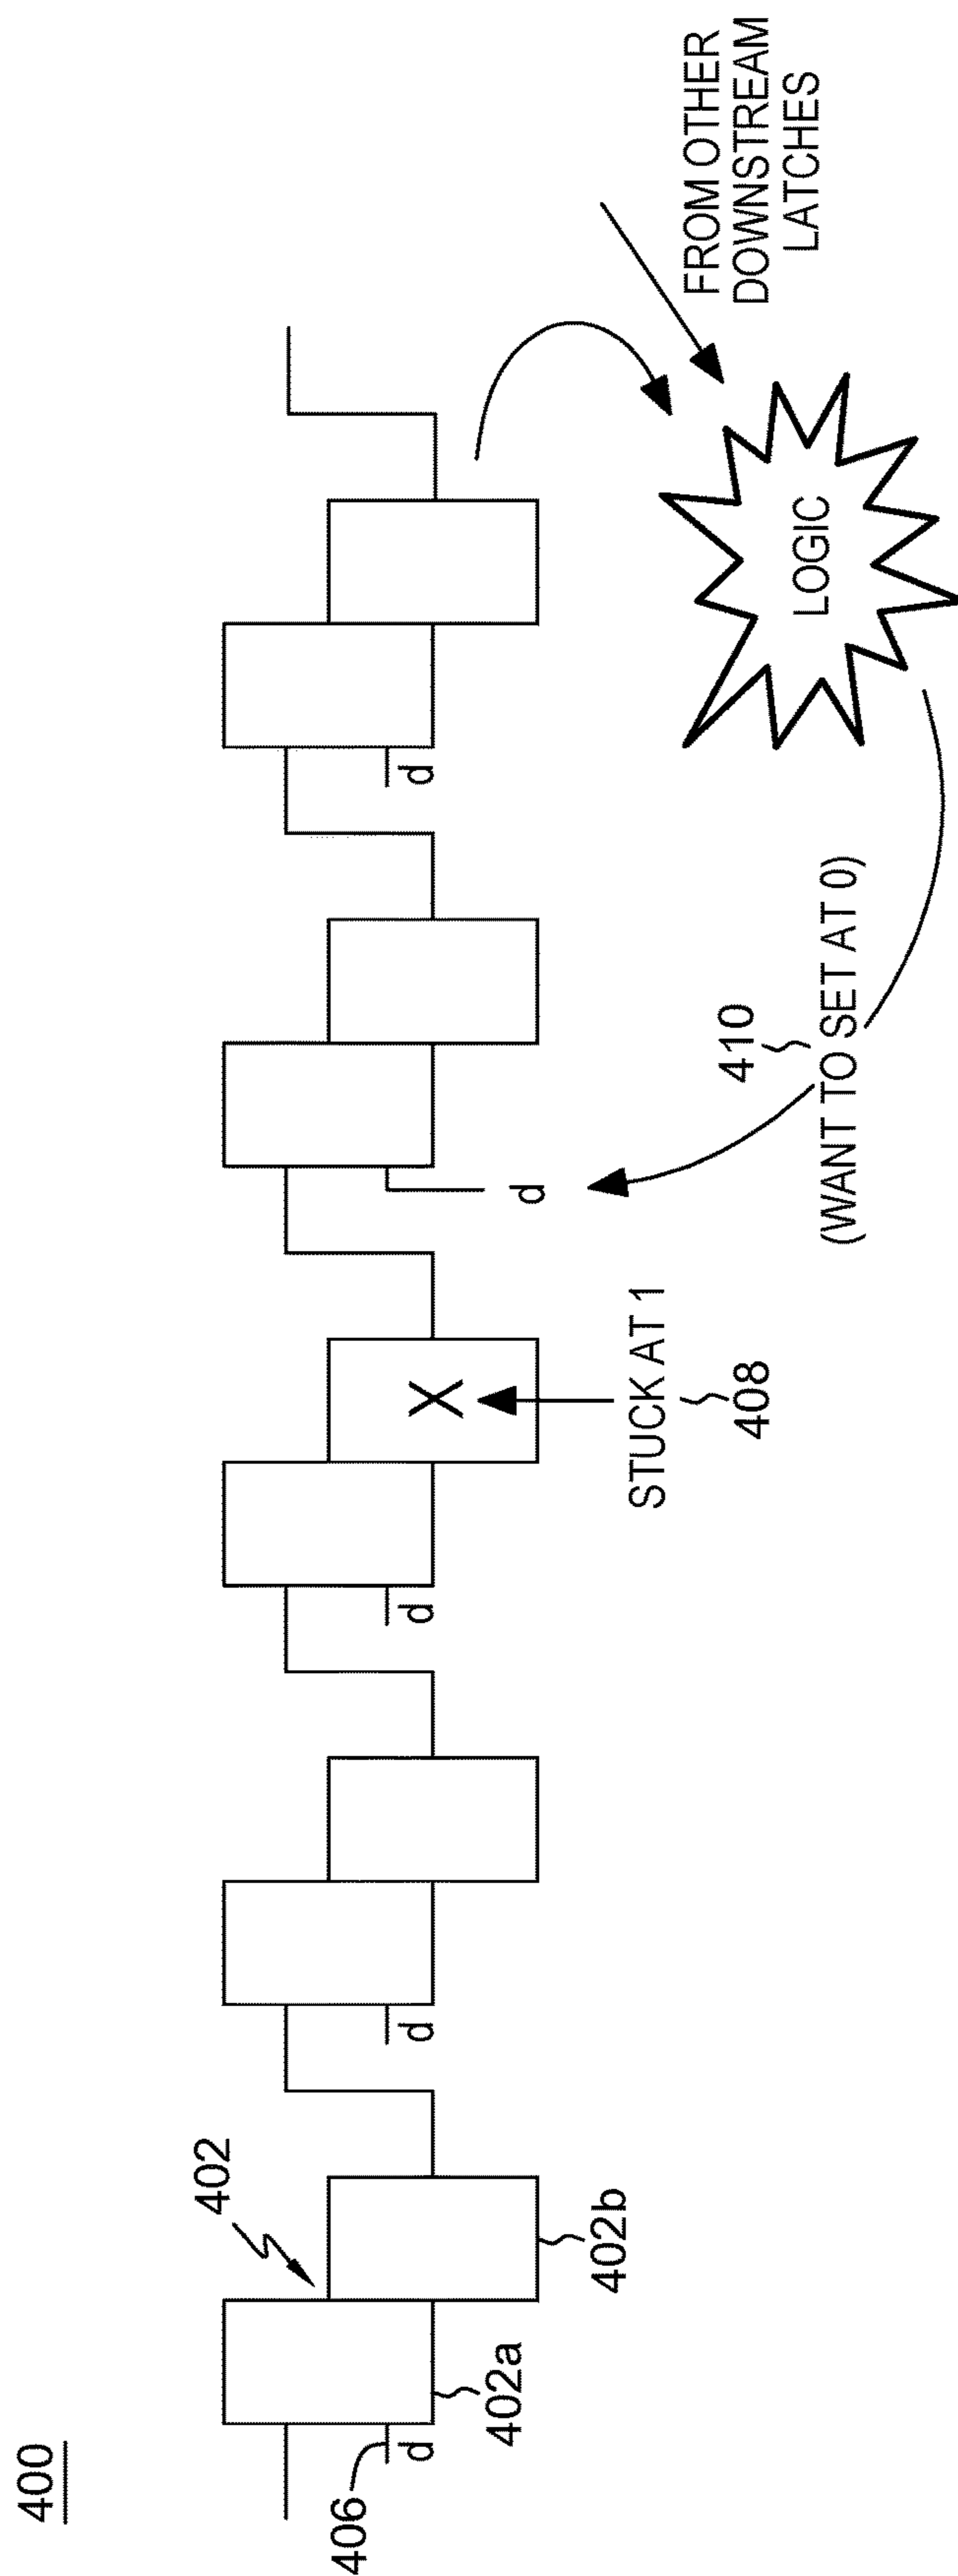 400
402
406
d
402a
402b
d
d
X
STUCK AT 1
408
d
410
(WANT TO SET AT 0)
d
LOGIC
FROM OTHER
DOWNSTREAM
LATCHES